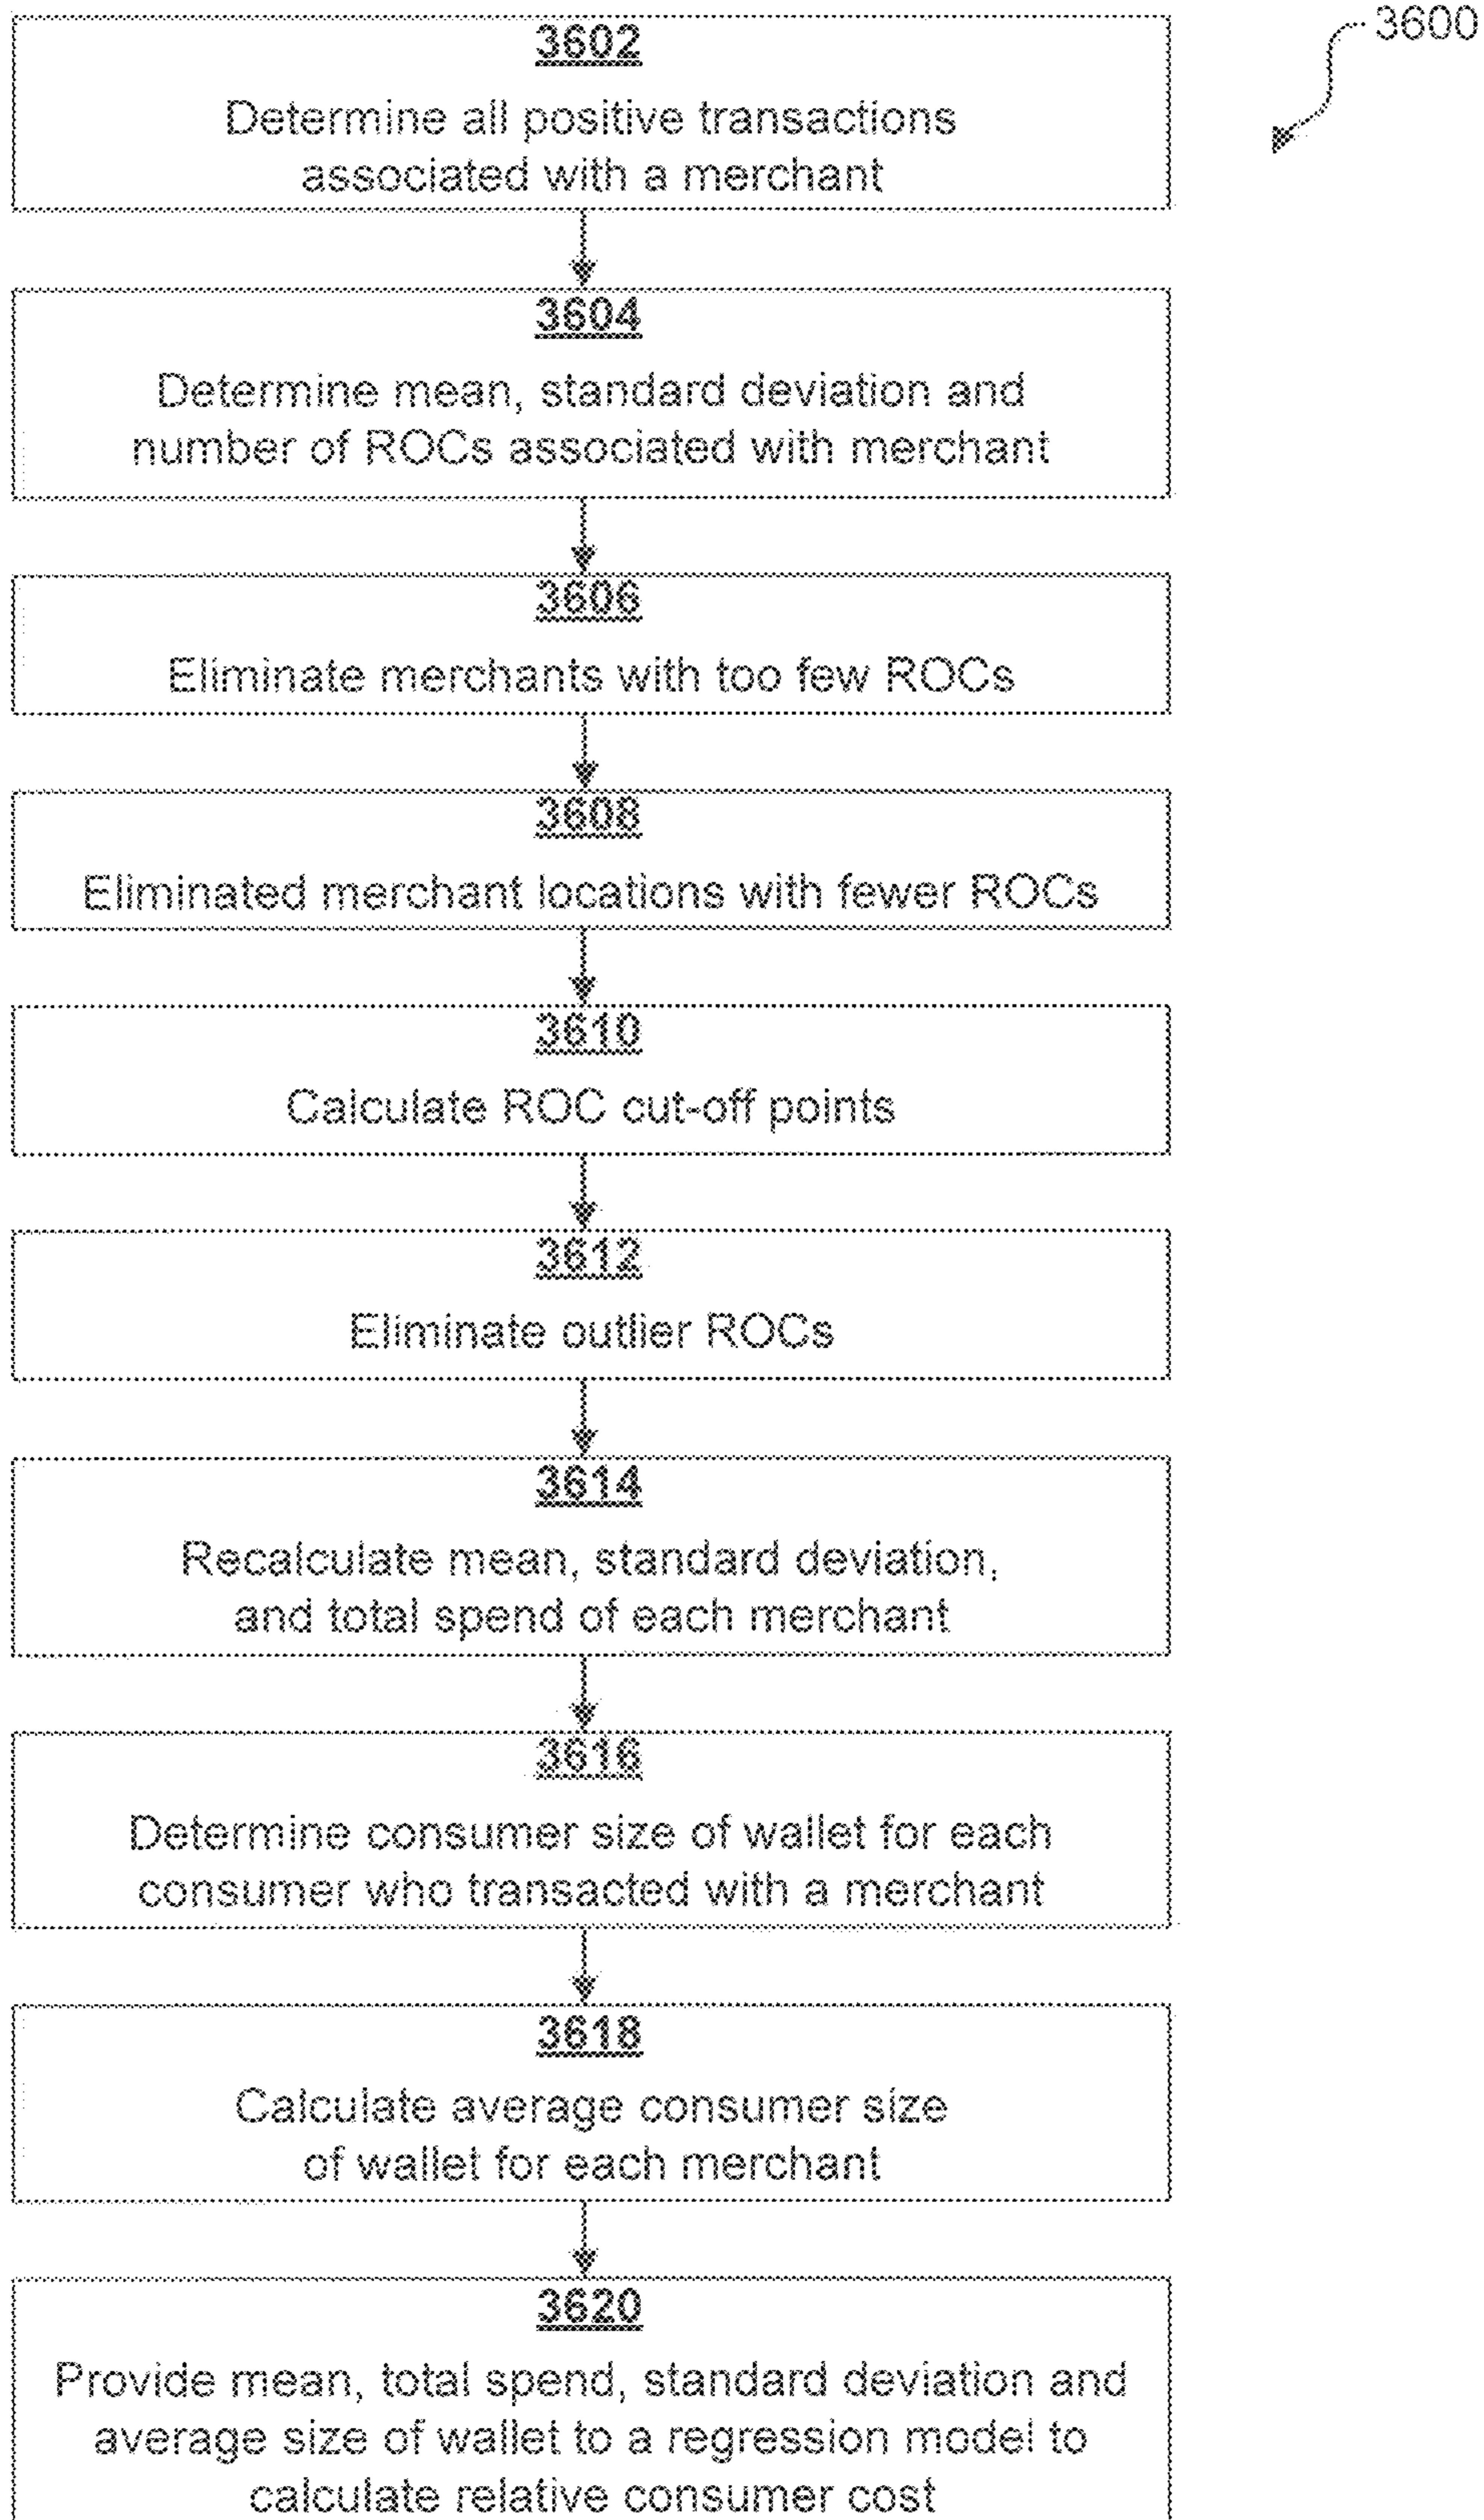 3600
3602
Determine all positive transactions
associated with a merchant
3604
Determine mean, standard deviation and
number of ROCs associated with merchant
3606
Eliminate merchants with too few ROCs
3608
Eliminated merchant locations with fewer ROCs
3610
Calculate ROC cut-off points
3612
Eliminate outlier ROCs
3614
Recalculate mean, standard deviation,
and total spend of each merchant
3616
Determine consumer size of wallet for each
consumer who transacted with a merchant
3618
Calculate average consumer size
of wallet for each merchant
3620
Provide mean, total spend, standard deviation and
average size of wallet to a regression model to
calculate relative consumer cost